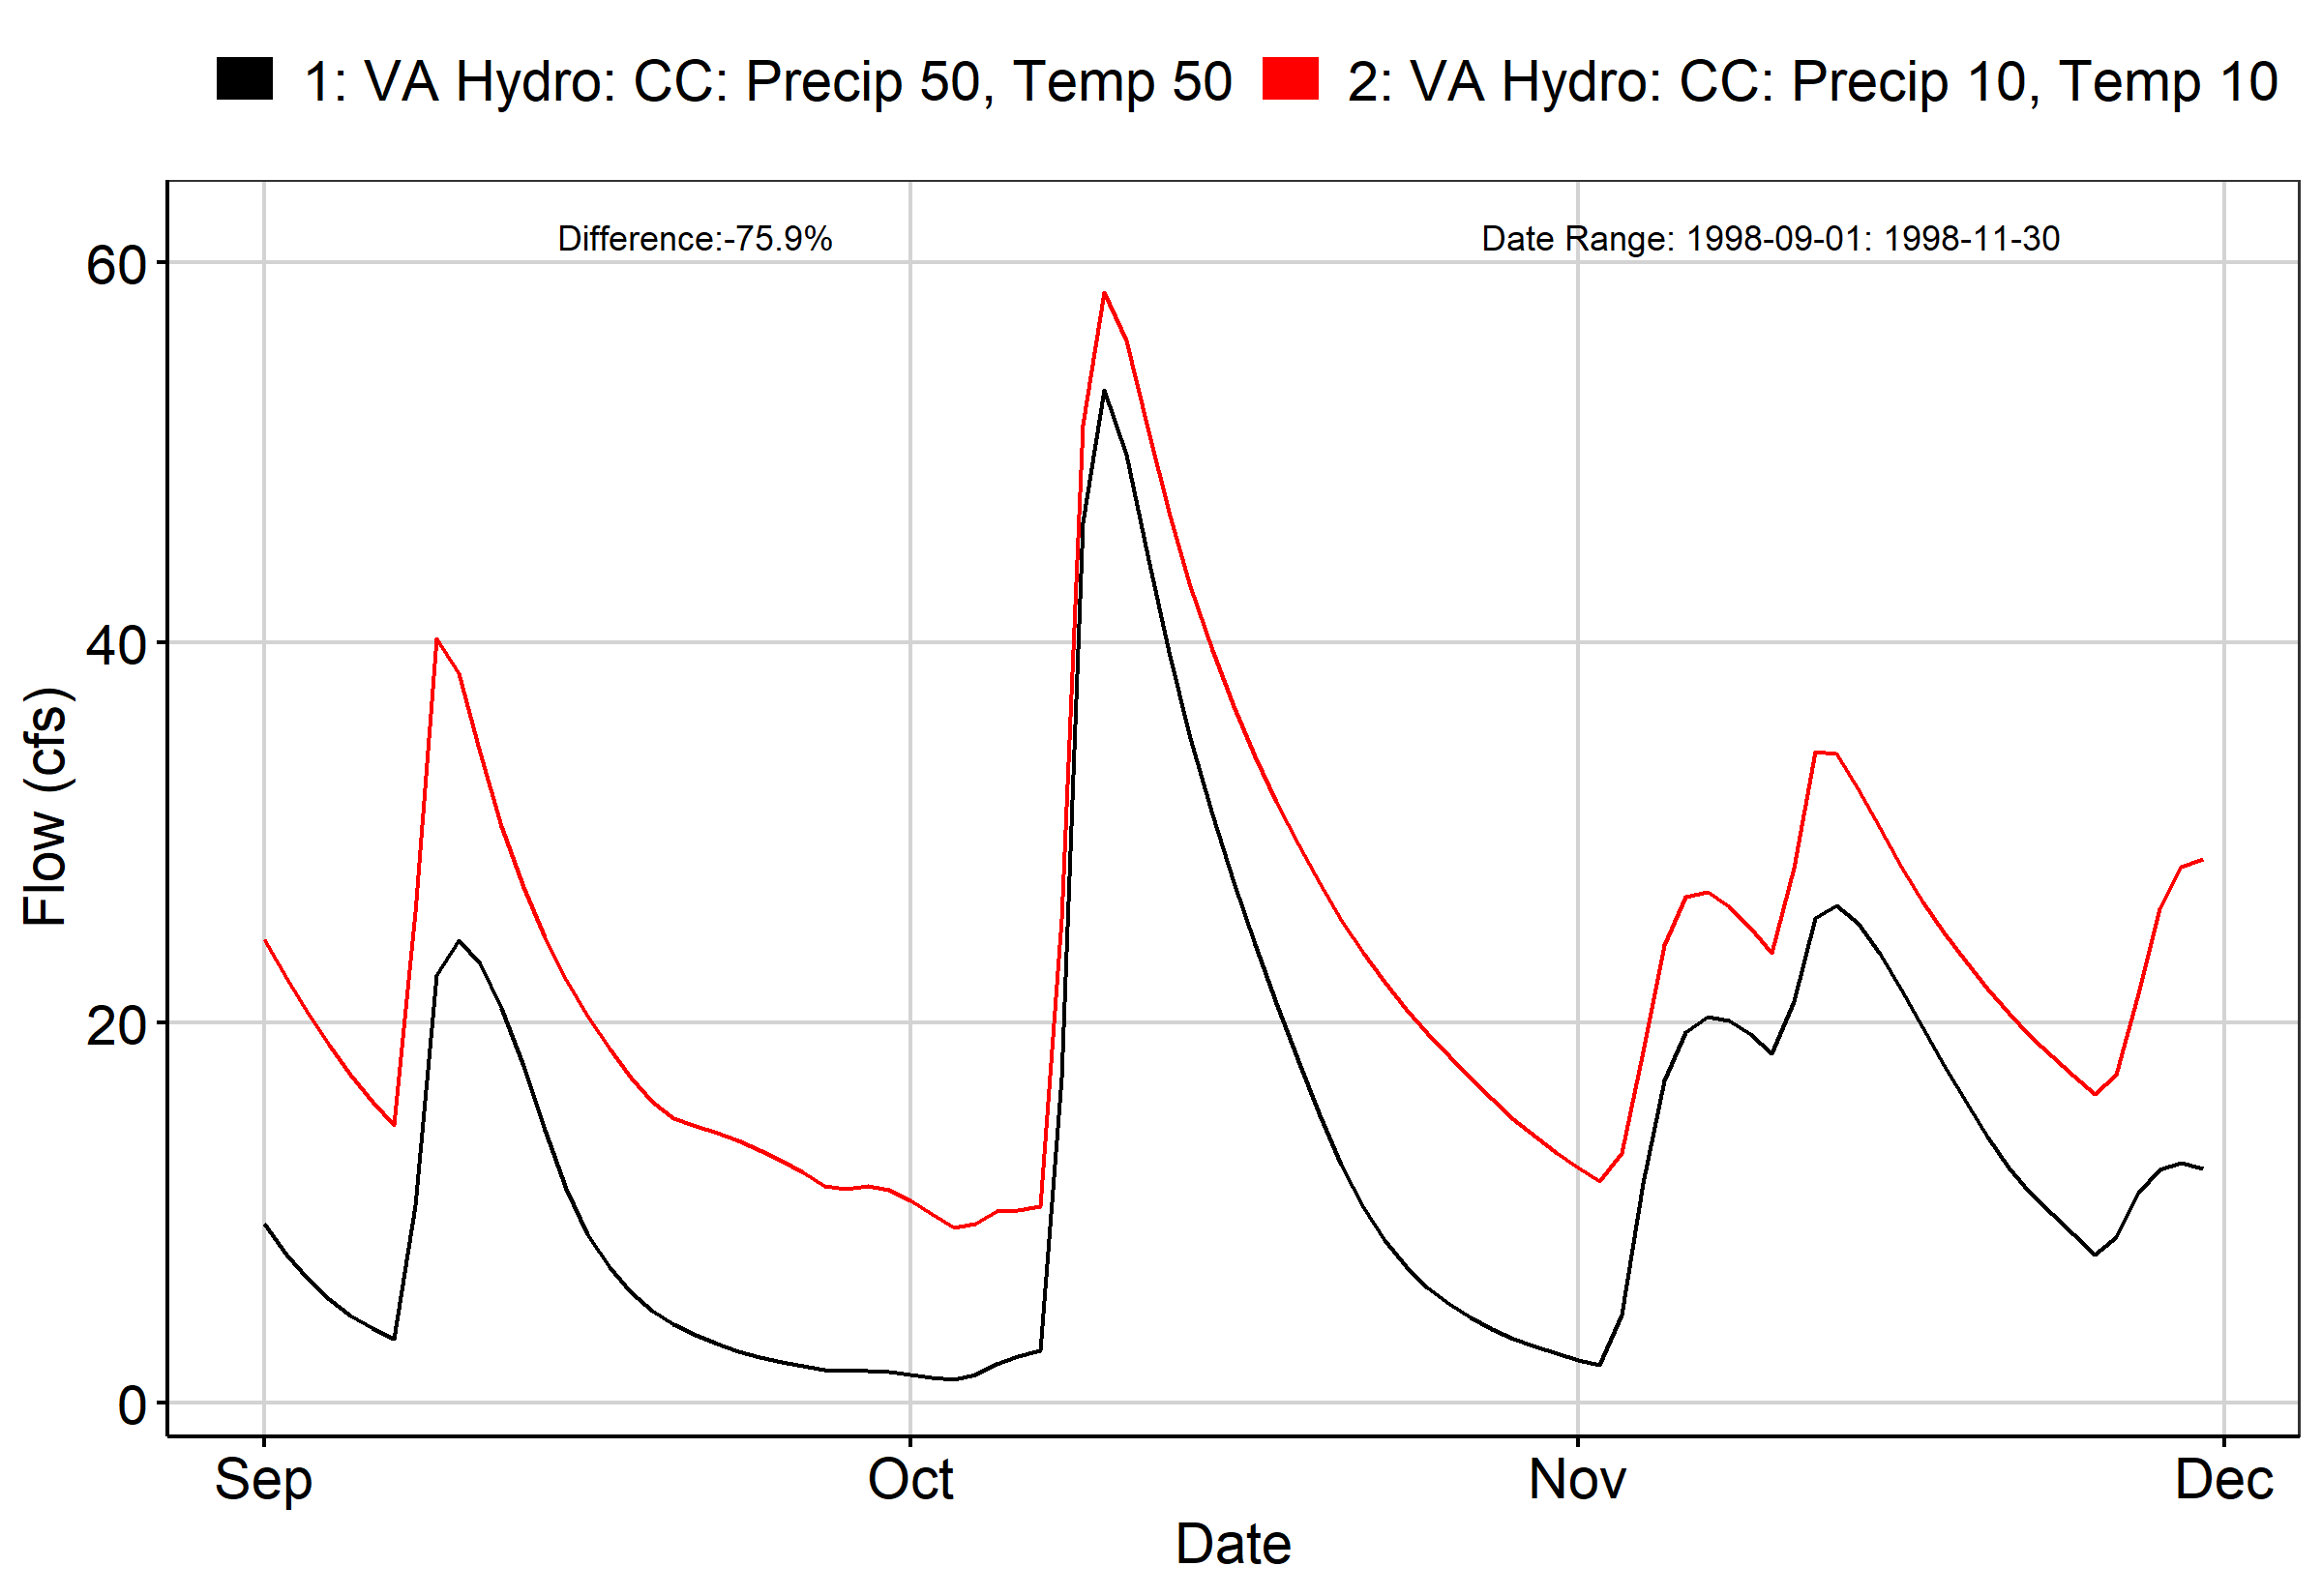 1: VA Hydro: CC: Precip 50, Temp 50 2: VA Hydro: CC: Precip 10, Temp 10
Difference:-75.9% Date Range: 1998-09-01: 1998-11-30
60
40
20
0
Flow (cfs)
Sep Oct Nov Dec
Date